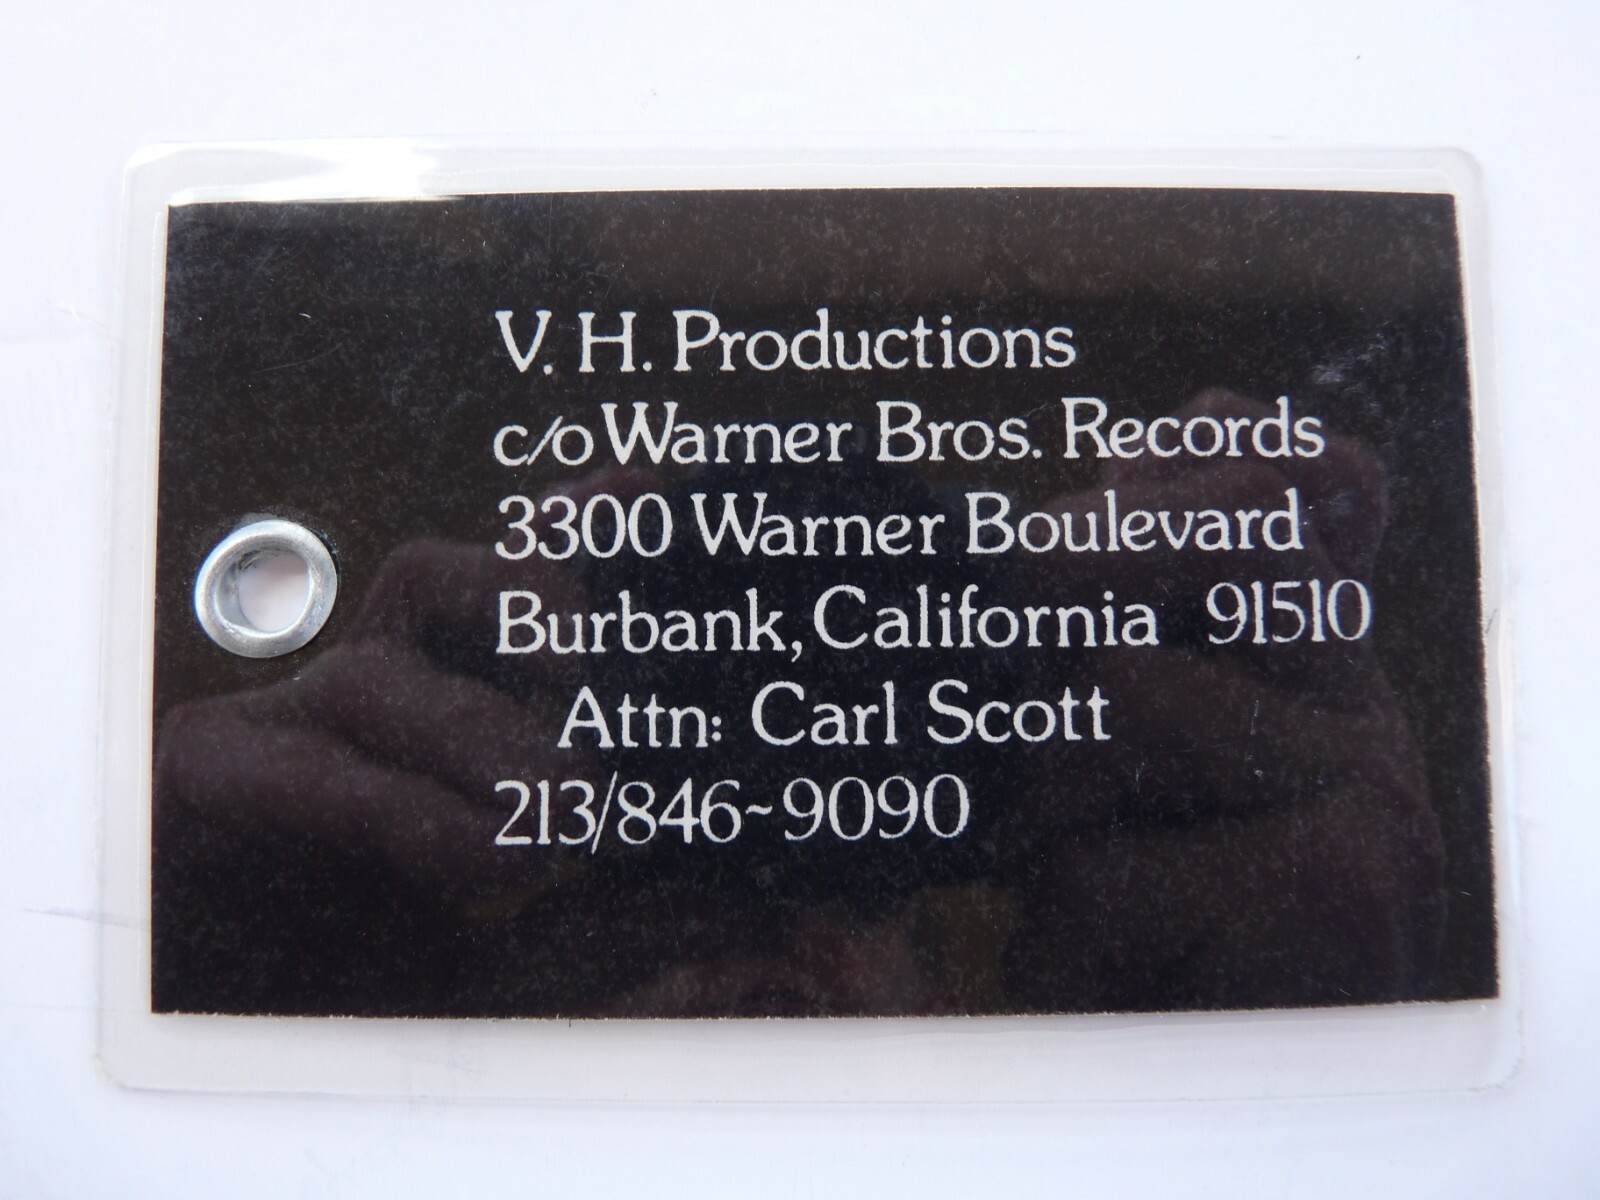 V. H. Productions
c/o Warner Bros. Records
3300 Warner Boulevard
Burbank, California 91510
Attn: Carl Scott
213/846~9090